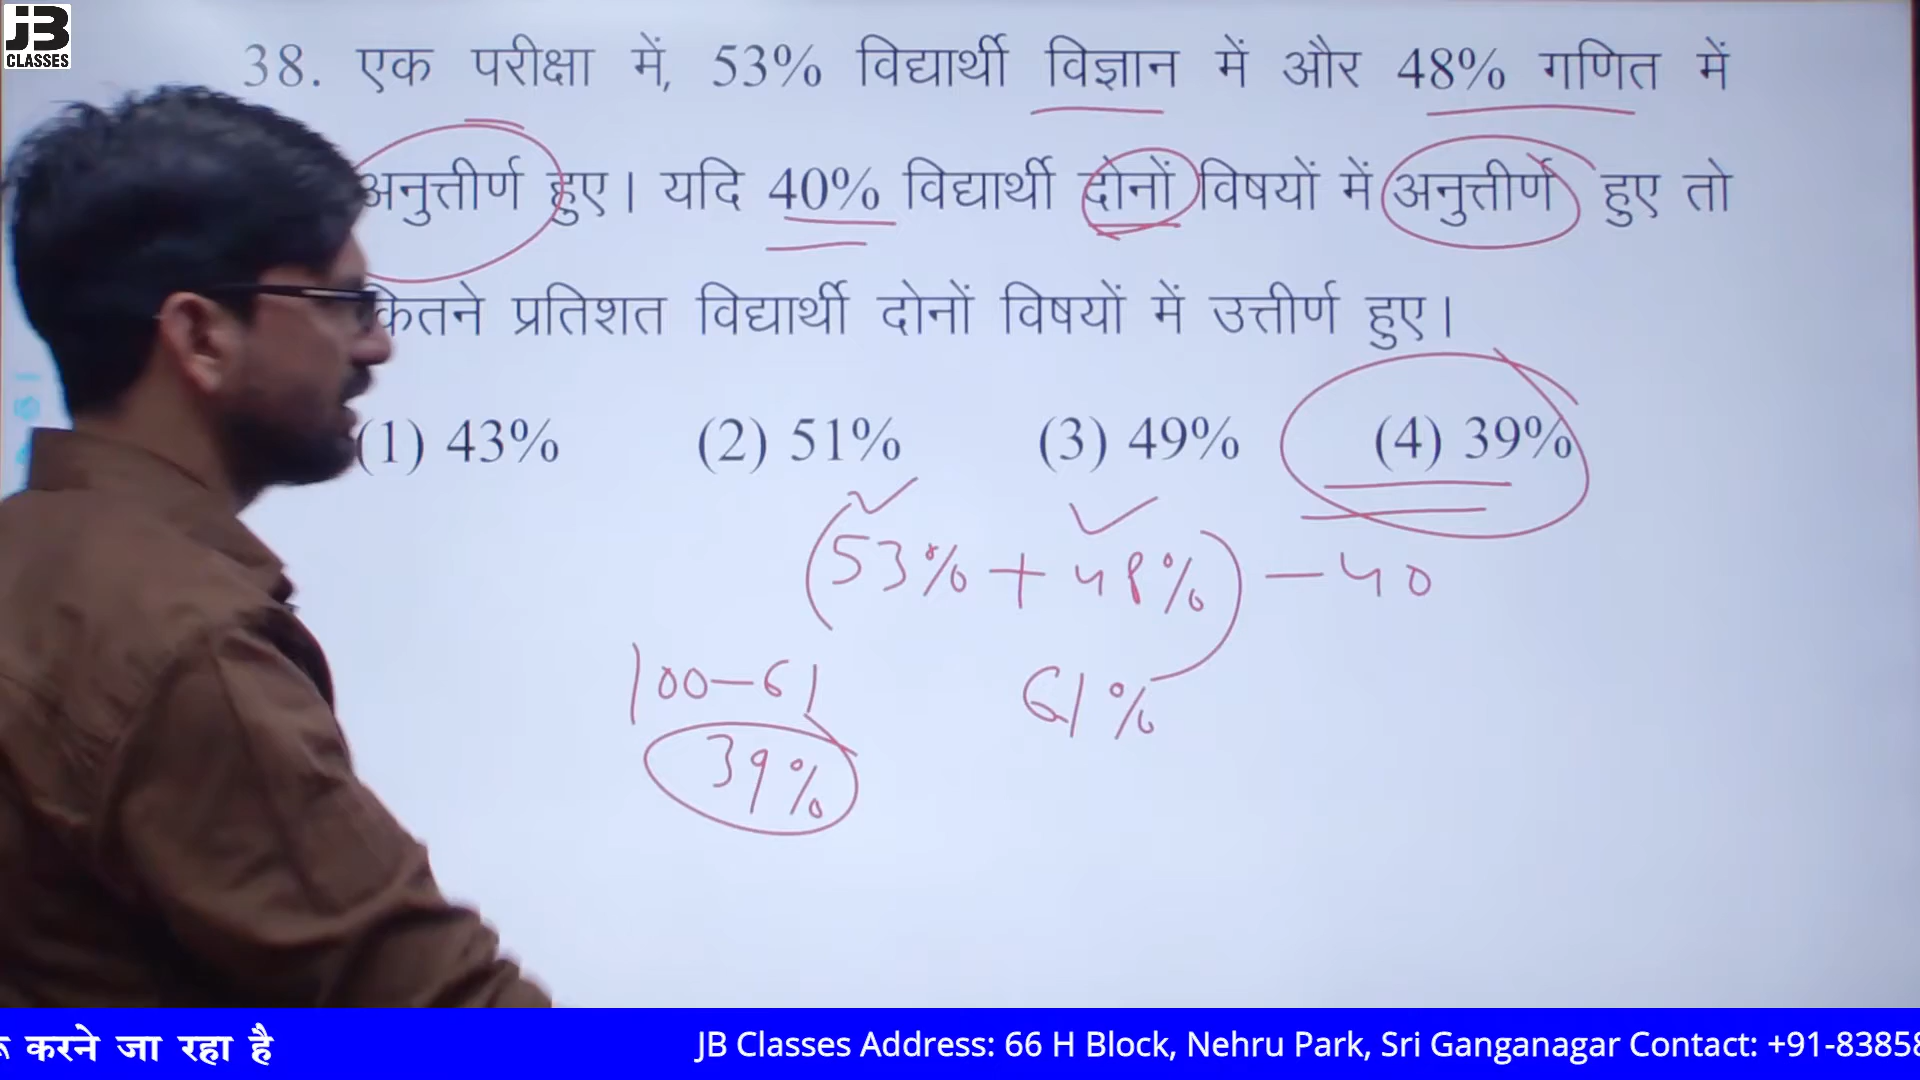 JB
CLASSES
38. एक परीक्षा में, 53% विद्यार्थी विज्ञान में और 48% गणित में
अनुत्तीर्ण हुए। यदि 40% विद्यार्थी दोनों विषयों में अनुत्तीर्ण हुए तो
कितने प्रतिशत विद्यार्थी दोनों विषयों में उत्तीर्ण हुए।
(1) 43% (2) 51% (3) 49% (4) 39%
(53% + 48%) - 40
100-61 61%
39%
करने जा रहा है JB Classes Address: 66 H Block, Nehru Park, Sri Ganganagar Contact: +91-8385